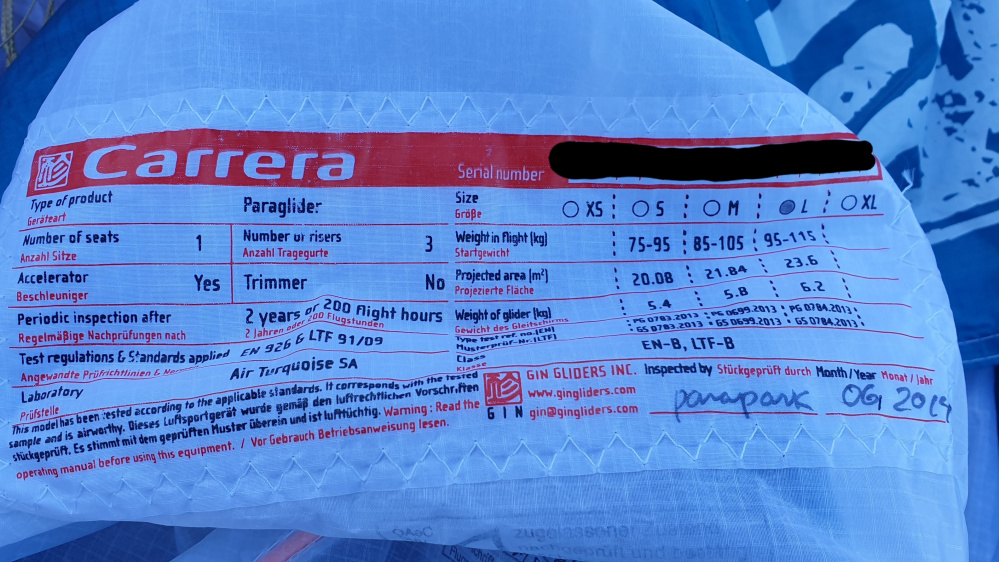 Carrera
Serial number
Type of product
Geräteart
Paraglider
Size
Größe
XS S M L XL
Number of seats
Anzahl Sitze
1
Number of risers
Anzahl Tragegurte
3
Weight in flight (kg)
Startgewicht
75-95 85-105 95-115
Accelerator
Beschleuniger
Yes
Trimmer
No
Projected area (m²)
Projezierte Fläche
20.08 21.84 23.6
Periodic inspection after
Regelmäßige Nachprüfungen nach
2 years or 200 flight hours
2 Jahren oder 200 Flugstunden
Weight of glider (kg)
Gewicht des Gleitschirms
5.4 5.8 6.2
Type test ref. no.(EN)
Musterprüf-Nr.(LTF)
PG 0783.2013 PG 0699.2013 PG 0784.2013
GS 0783.2013 GS 0699.2013 GS 0784.2013
Test regulations & Standards applied
Angewandte Prüfrichtlinien &
EN 926 & LTF 91/09
Class
Klasse
EN-B, LTF-B
Laboratory
Prüfstelle
Air Turquoise SA
This model has been tested according to the applicable standards. It corresponds with the tested
sample and is airworthy. Dieses Luftsportgerät wurde gemäß den luftrechtlichen Vorschriften
stückgeprüft. Es stimmt mit dem geprüften Muster überein und ist lufttüchtig. Warning: Read the
operating manual before using this equipment. / Vor Gebrauch Betriebsanweisung lesen.
GIN
GIN GLIDERS INC.
www.gingliders.com
gin@gingliders.com
Inspected by Stückgeprüft durch Month/Year Monat/Jahr
parapark 06, 2014